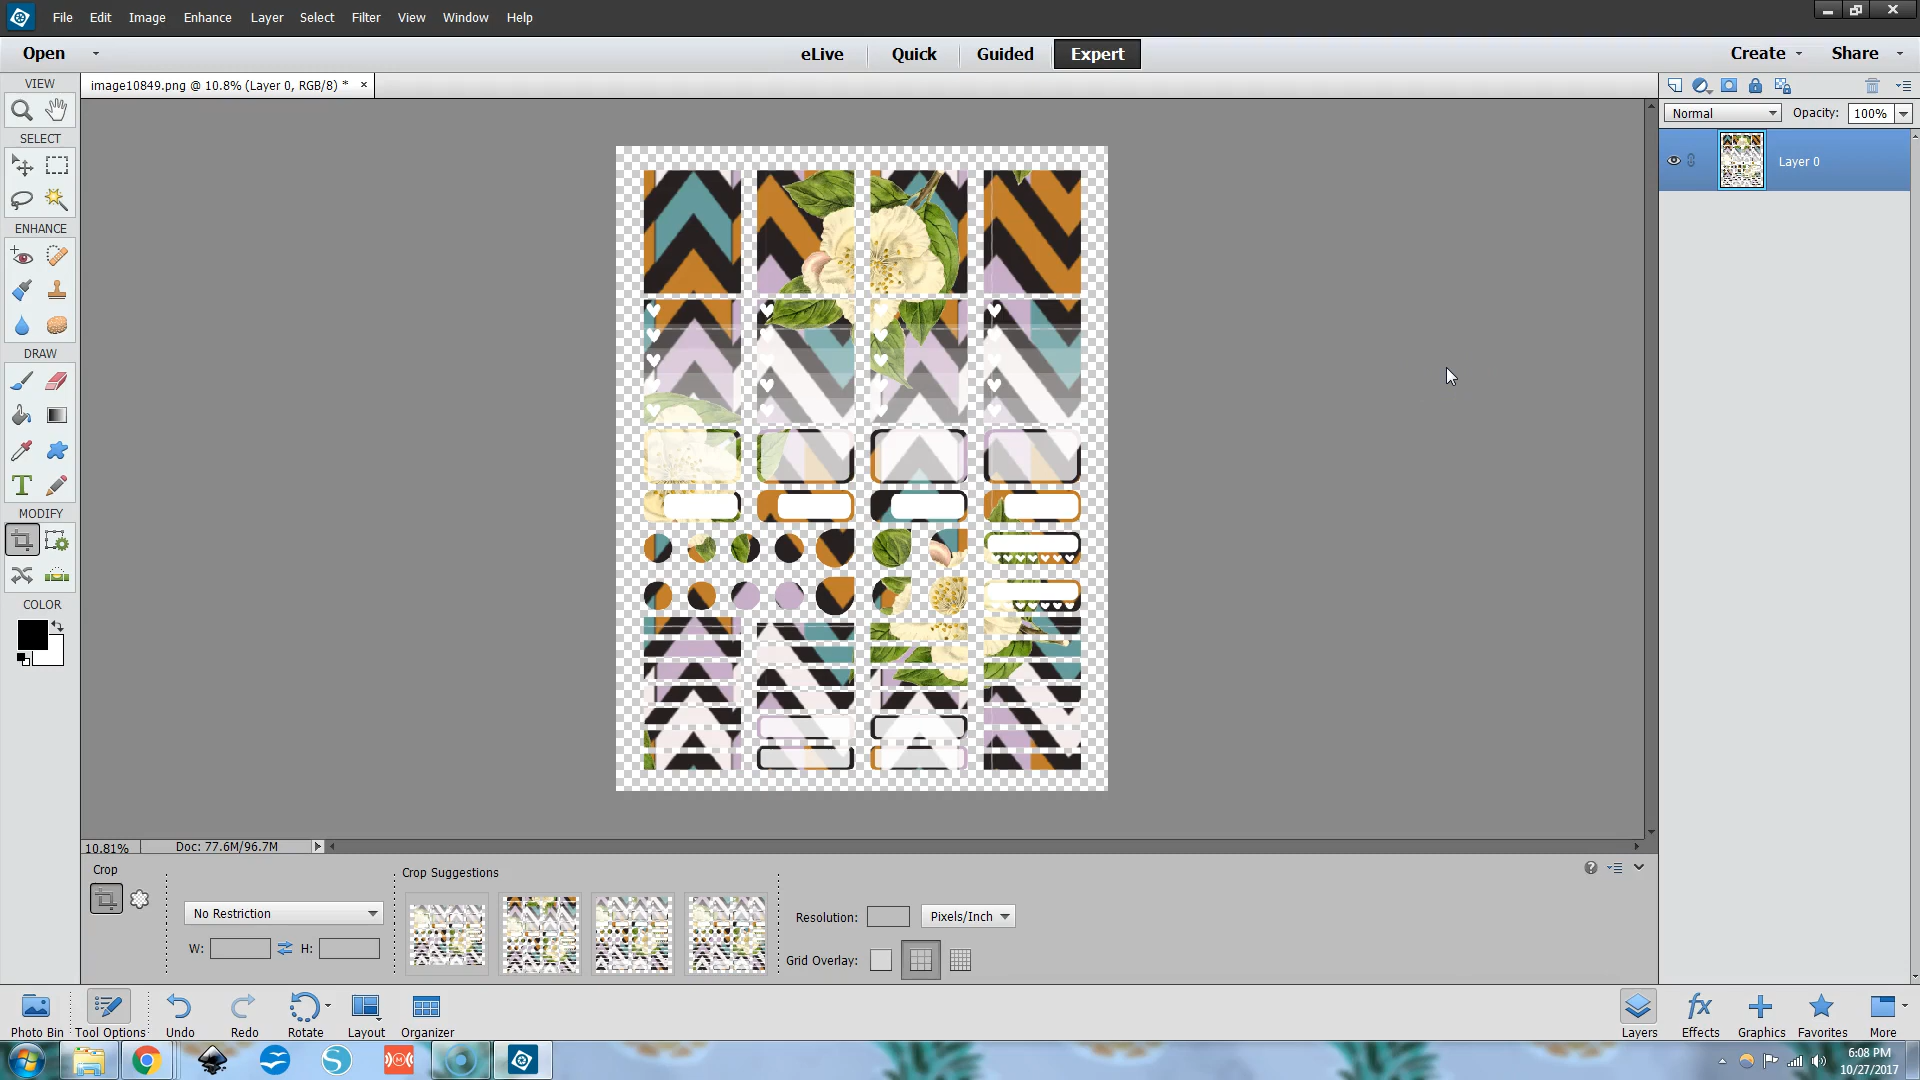 File Edit Image Enhance Layer Select Filter View Window Help
Open eLive Quick Guided Expert Create Share
VIEW
image10849.png @ 10.8% (Layer 0, RGB/8) * ×
Normal Opacity: 100%
SELECT
Layer 0
ENHANCE
DRAW
T
MODIFY
COLOR
10.81% Doc: 77.6M/96.7M
Crop
Crop Suggestions
No Restriction
Resolution: Pixels/Inch
W: H:
Grid Overlay:
fx
Photo Bin Tool Options Undo Redo Rotate Layout Organizer Layers Effects Graphics Favorites More
S
6:08 PM
10/27/2017